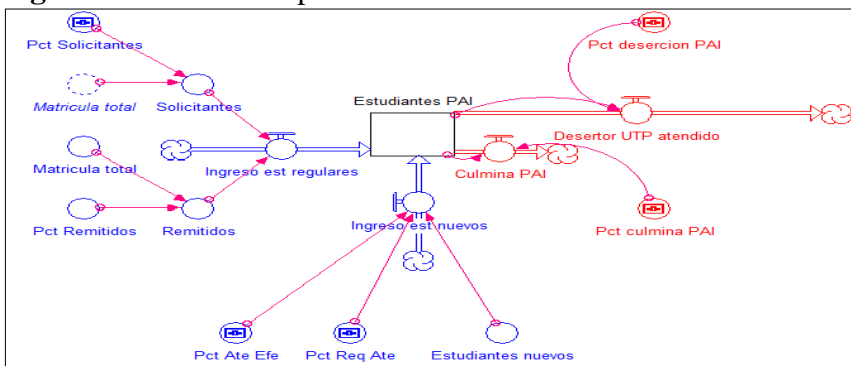 Pct Solicitantes
Pct desercion PAI
Estudiantes PAI
Matricula total
Solicitantes
Desertor UTP atendido
Matricula total
Ingreso est regulares
Culmina PAI
Pct Remitidos
Remitidos
Ingreso est nuevos
Pct culmina PAI
Pct Ate Efe
Pct Req Ate
Estudiantes nuevos